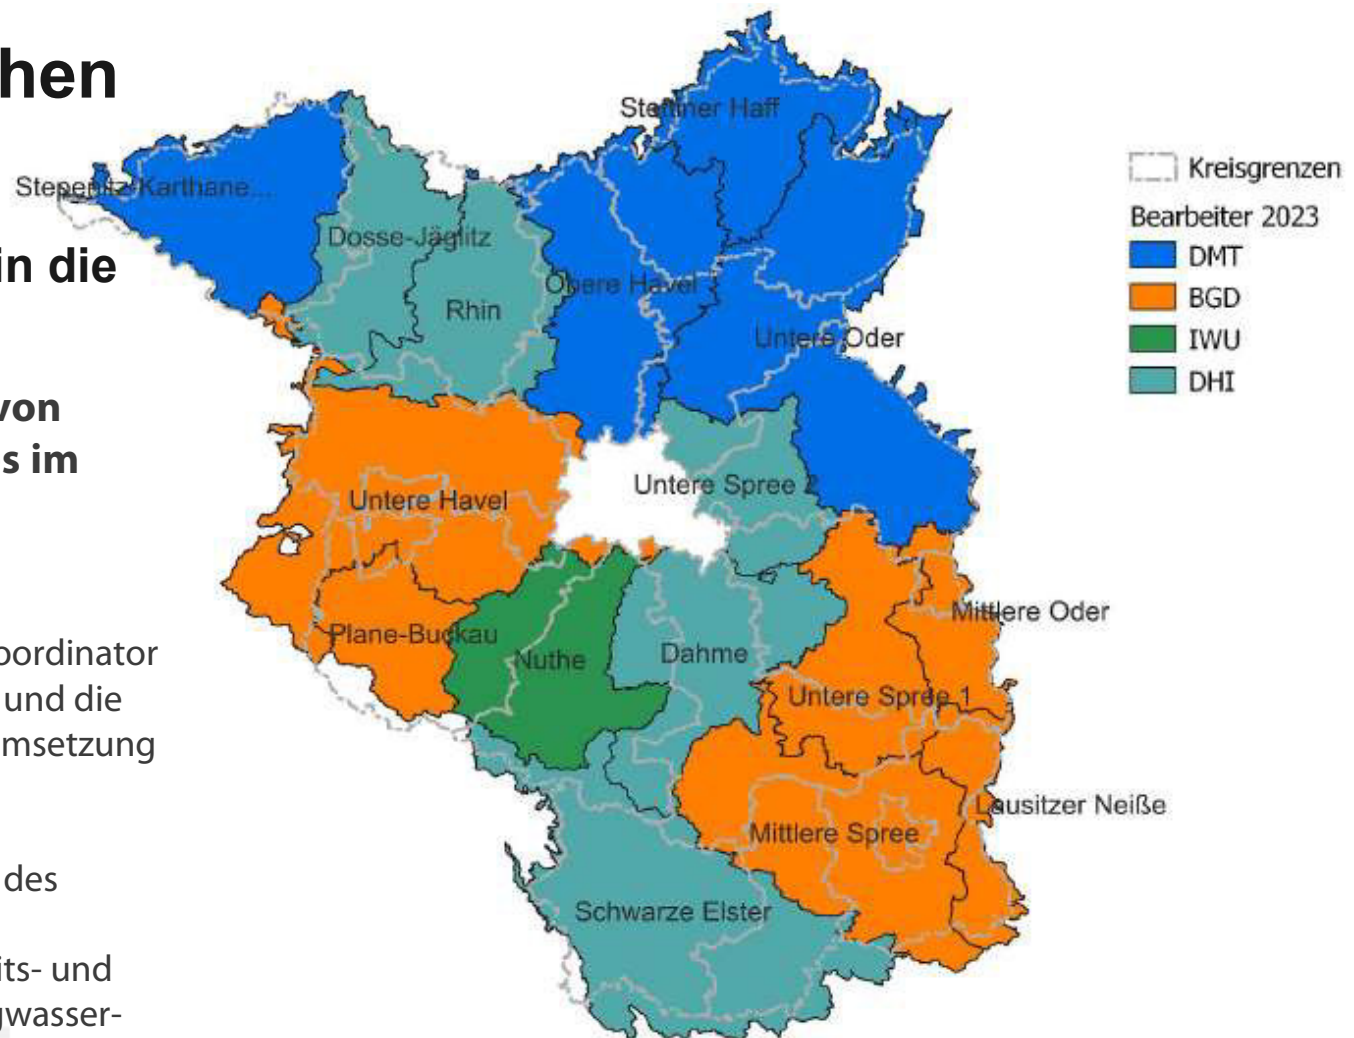 hen
in die
von
s im
oordinator
und die
msetzung
des
its- und
gwasser-
Stettiner Haff
Stepenitz-Karthane...
Dosse-Jäglitz
Obere Havel
Rhin
Untere Oder
Untere Spree 2
Untere Havel
Mittlere Oder
Plane-Buckau
Nuthe
Dahme
Untere Spree 1
Lausitzer Neiße
Mittlere Spree
Schwarze Elster
Kreisgrenzen
Bearbeiter 2023
DMT
BGD
IWU
DHI